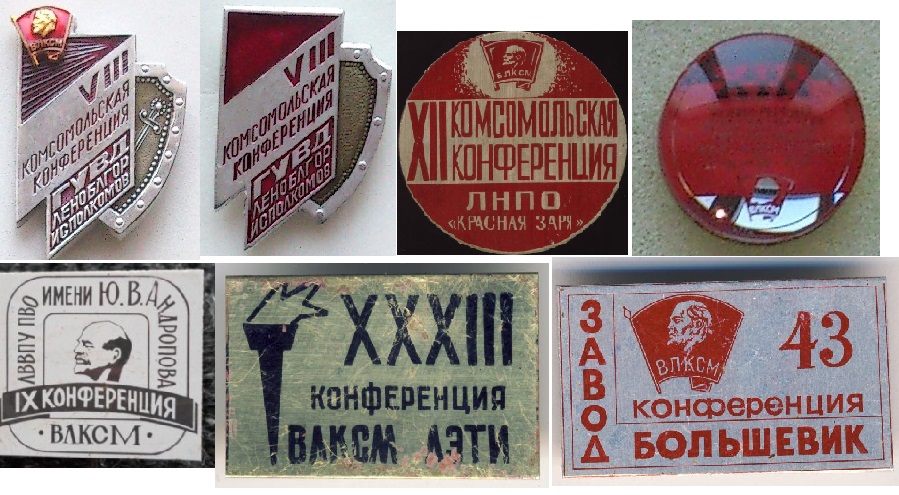 ВЛКСМ
VIII
КОМСОМОЛЬСКАЯ
КОНФЕРЕНЦИЯ
ГУВД
ЛЕНОБЛГОР
ИСПОЛКОМОВ
VIII
КОМСОМОЛЬСКАЯ
КОНФЕРЕНЦИЯ
ГУВД
ЛЕНОБЛГОР
ИСПОЛКОМОВ
ВЛКСМ
XII КОМСОМОЛЬСКАЯ
КОНФЕРЕНЦИЯ
ЛНПО
«КРАСНАЯ ЗАРЯ»
ВЛКСМ
ЛВВПУ ПВО ИМЕНИ Ю.В.АНДРОПОВА
IX КОНФЕРЕНЦИЯ
· ВЛКСМ ·
XXXIII
КОНФЕРЕНЦИЯ
ВЛКСМ ЛЭТИ
ЗАВОД
ВЛКСМ
43
конференция
БОЛЬШЕВИК